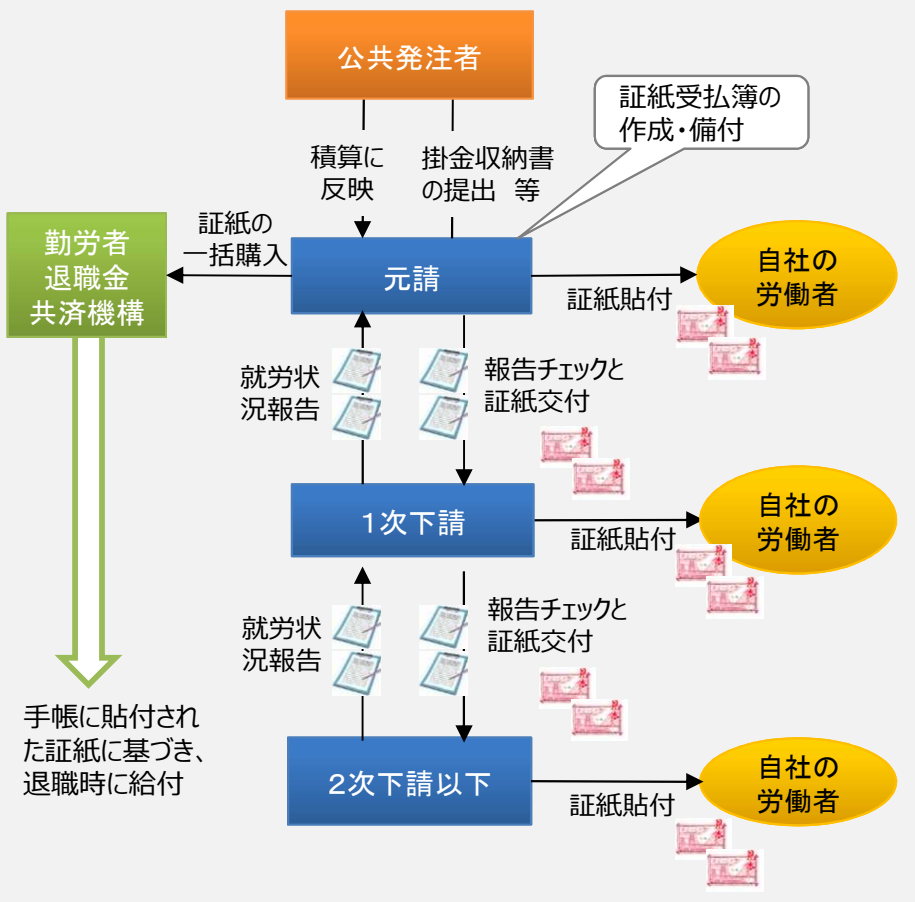 公共発注者
証紙受払簿の
作成・備付
積算に
反映
掛金収納書
の提出 等
勤労者
退職金
共済機構
証紙の
一括購入
元請
証紙貼付
自社の
労働者
就労状
況報告
報告チェックと
証紙交付
1次下請
証紙貼付
自社の
労働者
就労状
況報告
報告チェックと
証紙交付
手帳に貼付され
た証紙に基づき、
退職時に給付
2次下請以下
証紙貼付
自社の
労働者